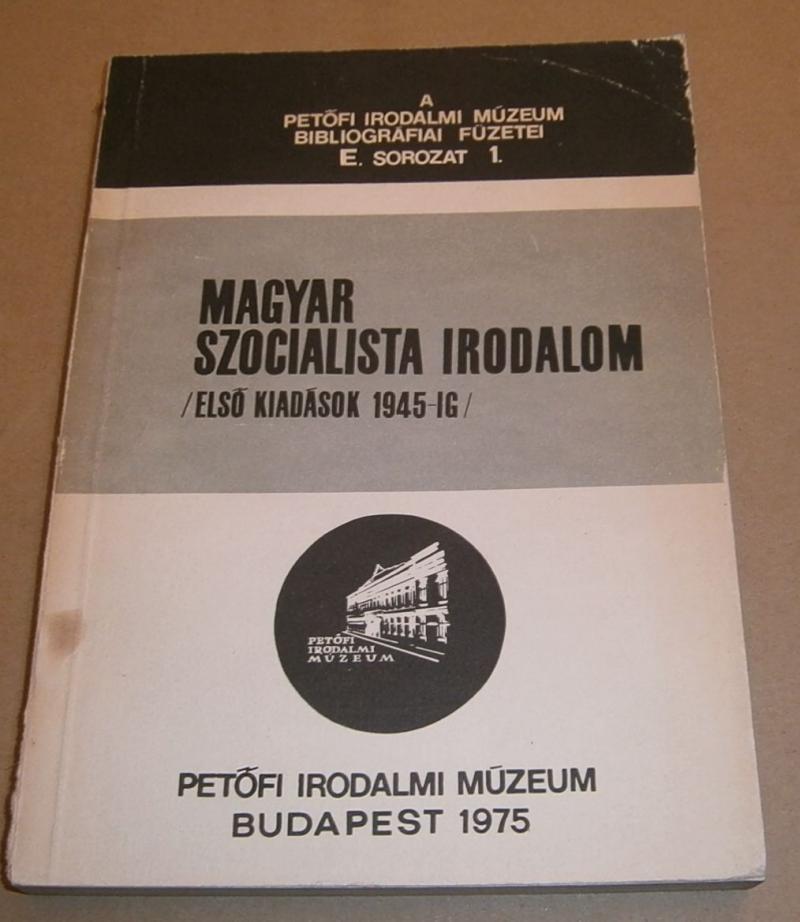 A
PETŐFI IRODALMI MÚZEUM
BIBLIOGRÁFIAI FÜZETEI
E. SOROZAT 1.
MAGYAR
SZOCIALISTA IRODALOM
/ELSŐ KIADÁSOK 1945-IG/
PETŐFI
IRODALMI
MÚZEUM
PETŐFI IRODALMI MÚZEUM
BUDAPEST 1975